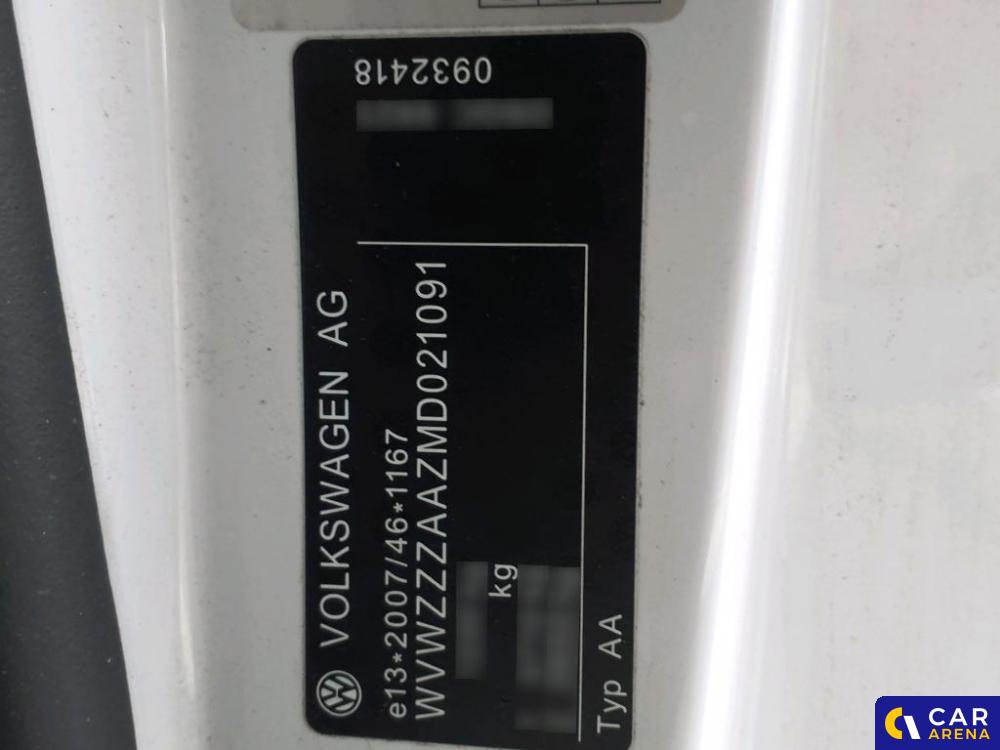 VOLKSWAGEN AG
e13*2007/46*1167
WVWZZZAAZMD021091
kg
Typ AA
0932418
CAR
ARENA